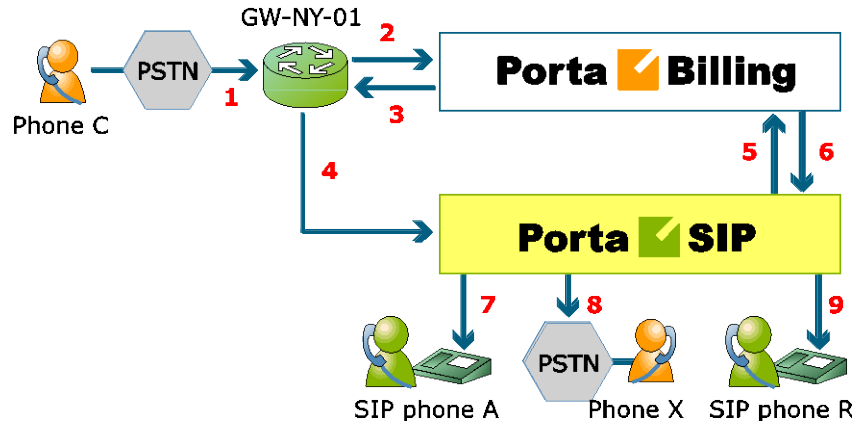 GW-NY-01
PSTN
Phone C
1
2
3
Porta Billing
4
5
6
Porta SIP
7
8
9
PSTN
SIP phone A
Phone X
SIP phone R